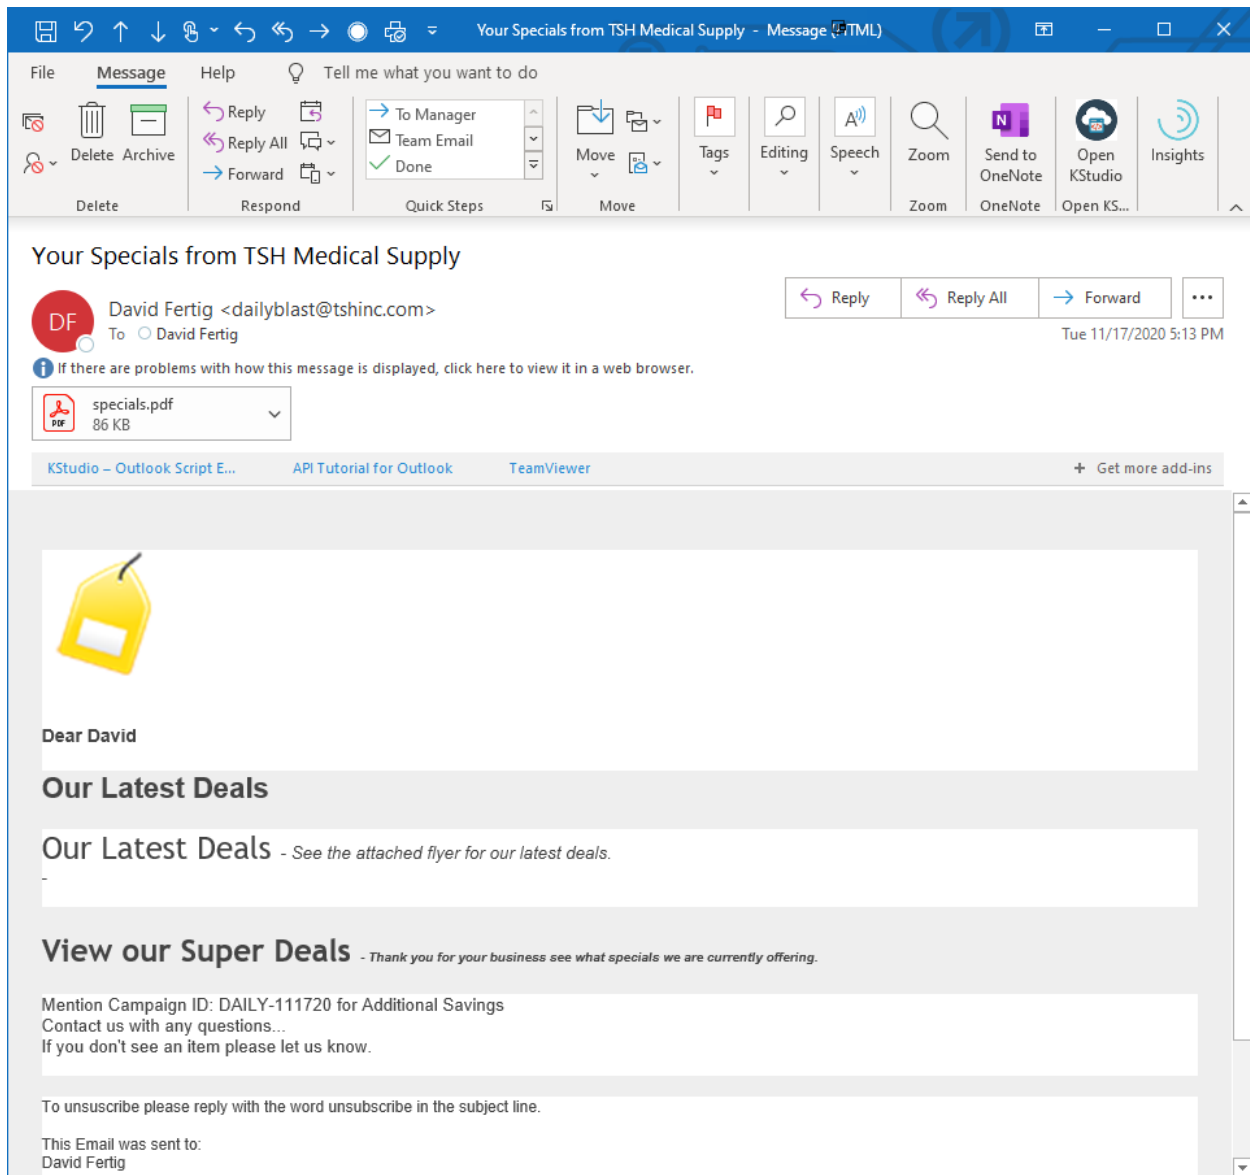 Your Specials from TSH Medical Supply - Message (HTML)
File Message Help Tell me what you want to do
Delete
Archive
Reply
Reply All
Forward
To Manager
Team Email
Done
Move
Tags
Editing
Speech
Zoom
Send to OneNote
Open KStudio
Insights
Delete Respond Quick Steps Move Zoom OneNote Open KS...
Your Specials from TSH Medical Supply
DF
David Fertig <dailyblast@tshinc.com>
To David Fertig
Reply Reply All Forward
Tue 11/17/2020 5:13 PM
If there are problems with how this message is displayed, click here to view it in a web browser.
PDF
specials.pdf
86 KB
KStudio – Outlook Script E... API Tutorial for Outlook TeamViewer + Get more add-ins
Dear David
Our Latest Deals
Our Latest Deals - See the attached flyer for our latest deals.
-
View our Super Deals - Thank you for your business see what specials we are currently offering.
Mention Campaign ID: DAILY-111720 for Additional Savings
Contact us with any questions...
If you don't see an item please let us know.
To unsuscribe please reply with the word unsubscribe in the subject line.
This Email was sent to:
David Fertig